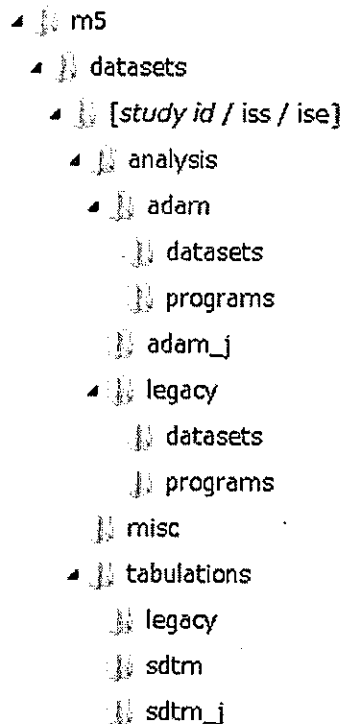 m5
datasets
[study id / iss / ise]
analysis
adam
datasets
programs
adam_j
legacy
datasets
programs
misc
tabulations
legacy
sdtm
sdtm_j